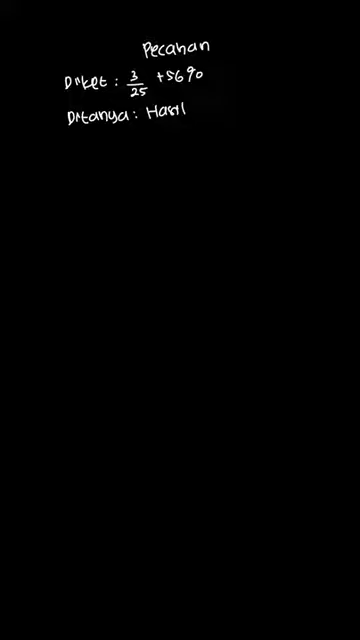 Pecahan
Diket : 3/25 + 56%
Ditanya : Hasil